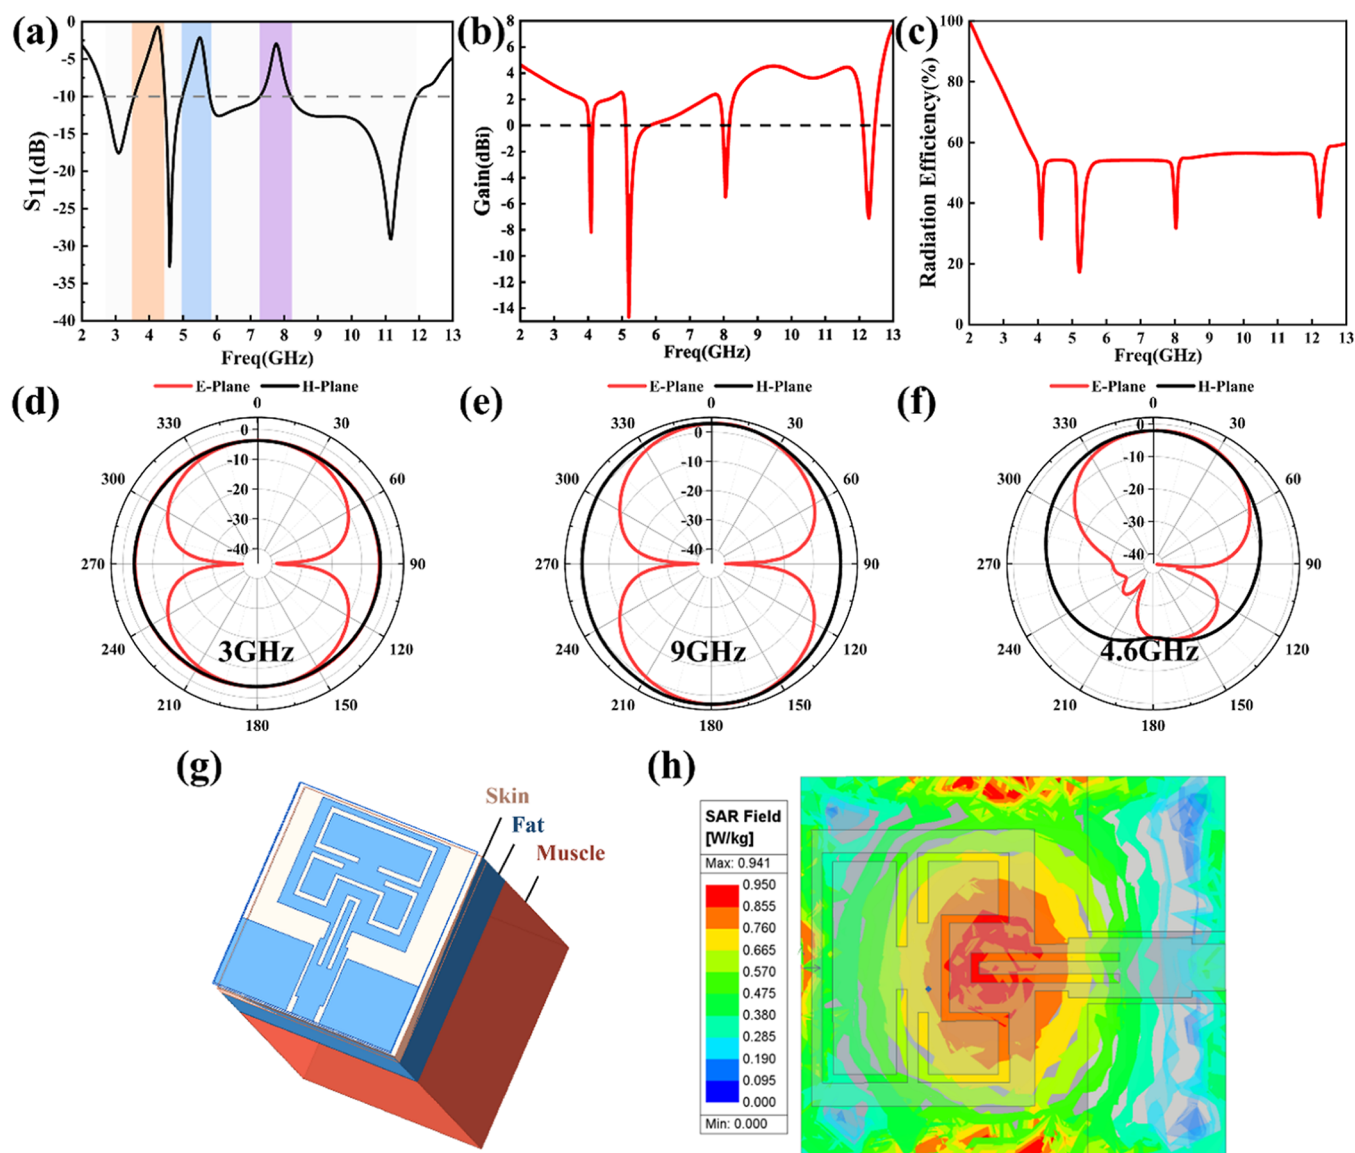 (a)
S11(dB)
0
-5
-10
-15
-20
-25
-30
-35
-40
2 3 4 5 6 7 8 9 10 11 12 13
Freq(GHz)
(b)
Gain(dBi)
8
6
4
2
0
-2
-4
-6
-8
-10
-12
-14
2 3 4 5 6 7 8 9 10 11 12 13
Freq(GHz)
(c)
Radiation Efficiency(%)
100
80
60
40
20
0
2 3 4 5 6 7 8 9 10 11 12 13
Freq(GHz)
(d)
E-Plane H-Plane
0
330 30
300 60
270 90
240 120
210 150
180
0
-10
-20
-30
-40
3GHz
(e)
E-Plane H-Plane
0
330 30
300 60
270 90
240 120
210 150
180
0
-10
-20
-30
-40
9GHz
(f)
E-Plane H-Plane
0
330 30
300 60
270 90
240 120
210 150
180
0
-10
-20
-30
-40
4.6GHz
(g)
Skin
Fat
Muscle
(h)
SAR Field
[W/kg]
Max: 0.941
0.950
0.855
0.760
0.665
0.570
0.475
0.380
0.285
0.190
0.095
0.000
Min: 0.000